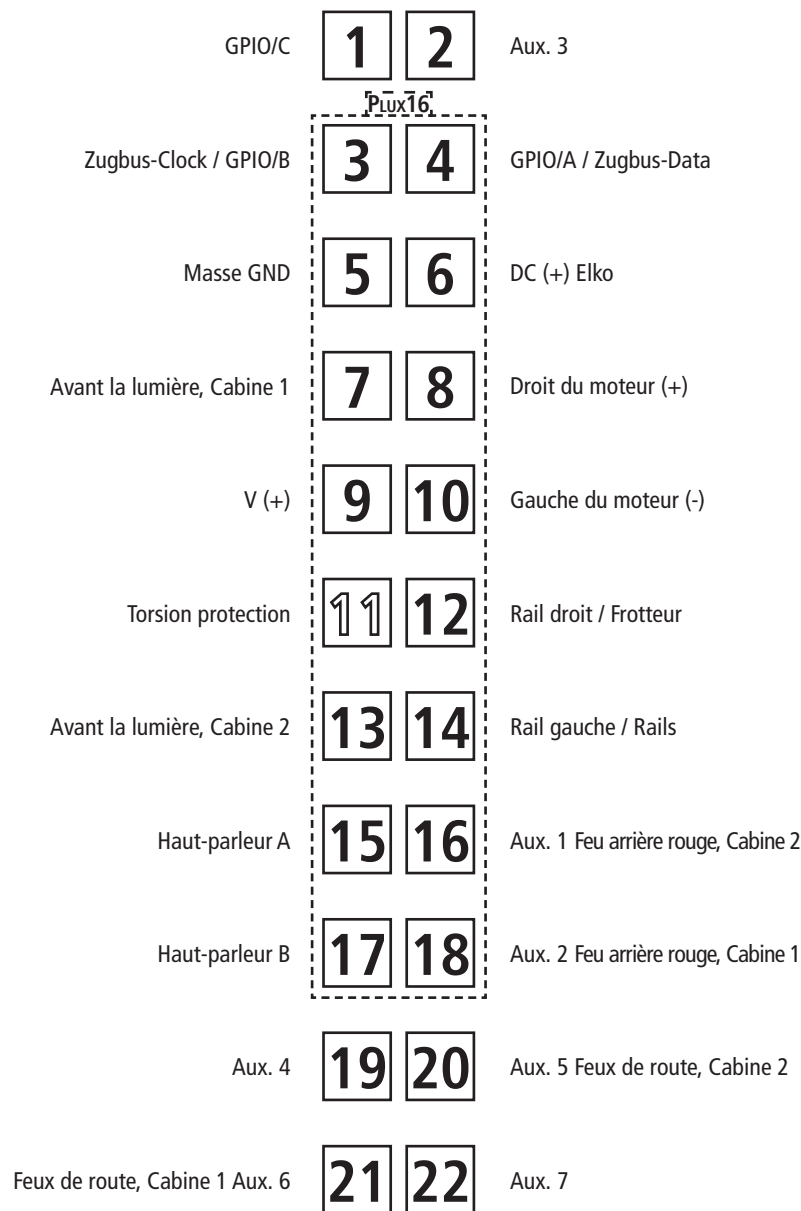 GPIO/C 1 2 Aux. 3
PLUX16
Zugbus-Clock / GPIO/B 3 4 GPIO/A / Zugbus-Data
Masse GND 5 6 DC (+) Elko
Avant la lumière, Cabine 1 7 8 Droit du moteur (+)
V (+) 9 10 Gauche du moteur (-)
Torsion protection 11 12 Rail droit / Frotteur
Avant la lumière, Cabine 2 13 14 Rail gauche / Rails
Haut-parleur A 15 16 Aux. 1 Feu arrière rouge, Cabine 2
Haut-parleur B 17 18 Aux. 2 Feu arrière rouge, Cabine 1
Aux. 4 19 20 Aux. 5 Feux de route, Cabine 2
Feux de route, Cabine 1 Aux. 6 21 22 Aux. 7